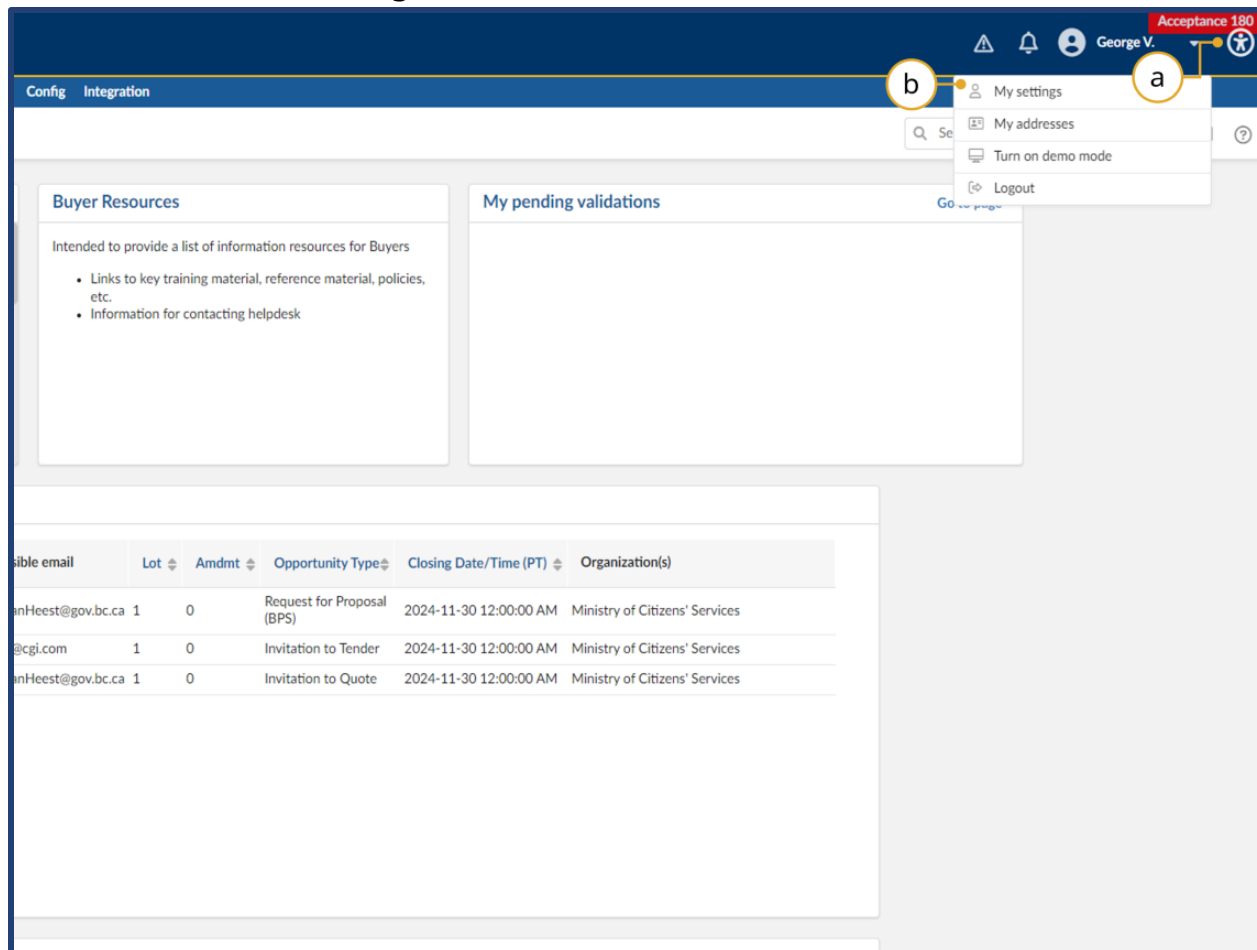 Acceptance 180
George V.
a
b
Config Integration
My settings
My addresses
Turn on demo mode
Logout
Se
Buyer Resources
My pending validations
Go to page
Intended to provide a list of information resources for Buyers
• Links to key training material, reference material, policies,
etc.
• Information for contacting helpdesk
sible email Lot Amdmt Opportunity Type Closing Date/Time (PT) Organization(s)
anHeest@gov.bc.ca 1 0 Request for Proposal
(BPS) 2024-11-30 12:00:00 AM Ministry of Citizens' Services
@cgi.com 1 0 Invitation to Tender 2024-11-30 12:00:00 AM Ministry of Citizens' Services
anHeest@gov.bc.ca 1 0 Invitation to Quote 2024-11-30 12:00:00 AM Ministry of Citizens' Services